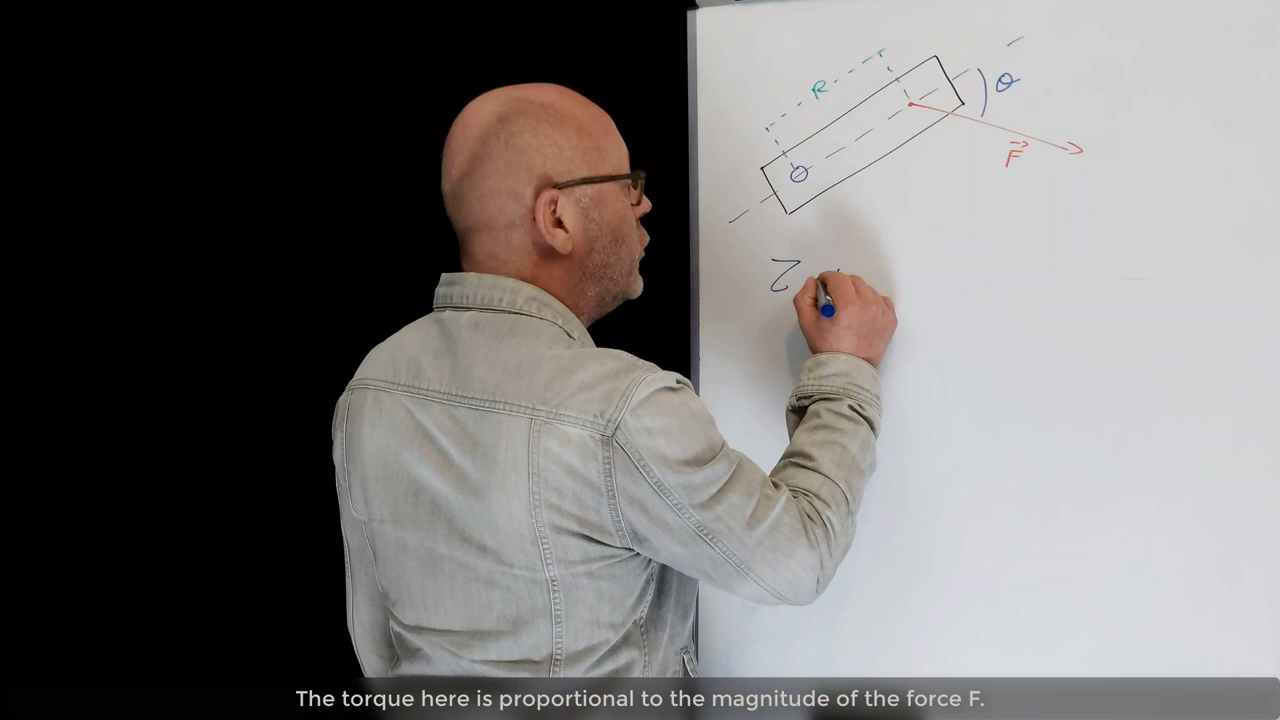 R
θ
F⃗
τ
The torque here is proportional to the magnitude of the force F.